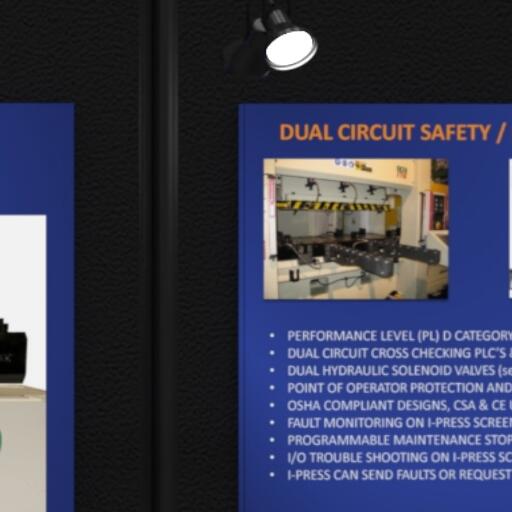 DUAL CIRCUIT SAFETY /
• PERFORMANCE LEVEL (PL) D CATEGORY
• DUAL CIRCUIT CROSS CHECKING PLC'S &
• DUAL HYDRAULIC SOLENOID VALVES (se
• POINT OF OPERATOR PROTECTION AND
• OSHA COMPLIANT DESIGNS, CSA & CE
• FAULT MONITORING ON I-PRESS SCREEN
• PROGRAMMABLE MAINTENANCE STOP
• I/O TROUBLE SHOOTING ON I-PRESS SC
• I-PRESS CAN SEND FAULTS OR REQUEST